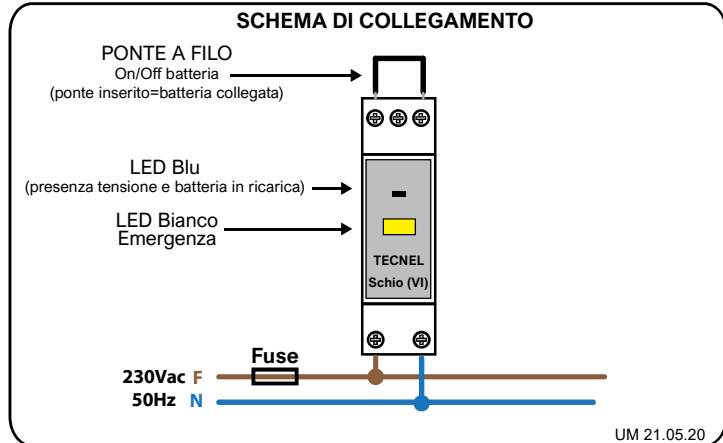 SCHEMA DI COLLEGAMENTO
PONTE A FILO
On/Off batteria
(ponte inserito=batteria collegata)
LED Blu
(presenza tensione e batteria in ricarica)
LED Bianco
Emergenza
TECNEL
Schio (VI)
Fuse
230Vac F
50Hz N
UM 21.05.20